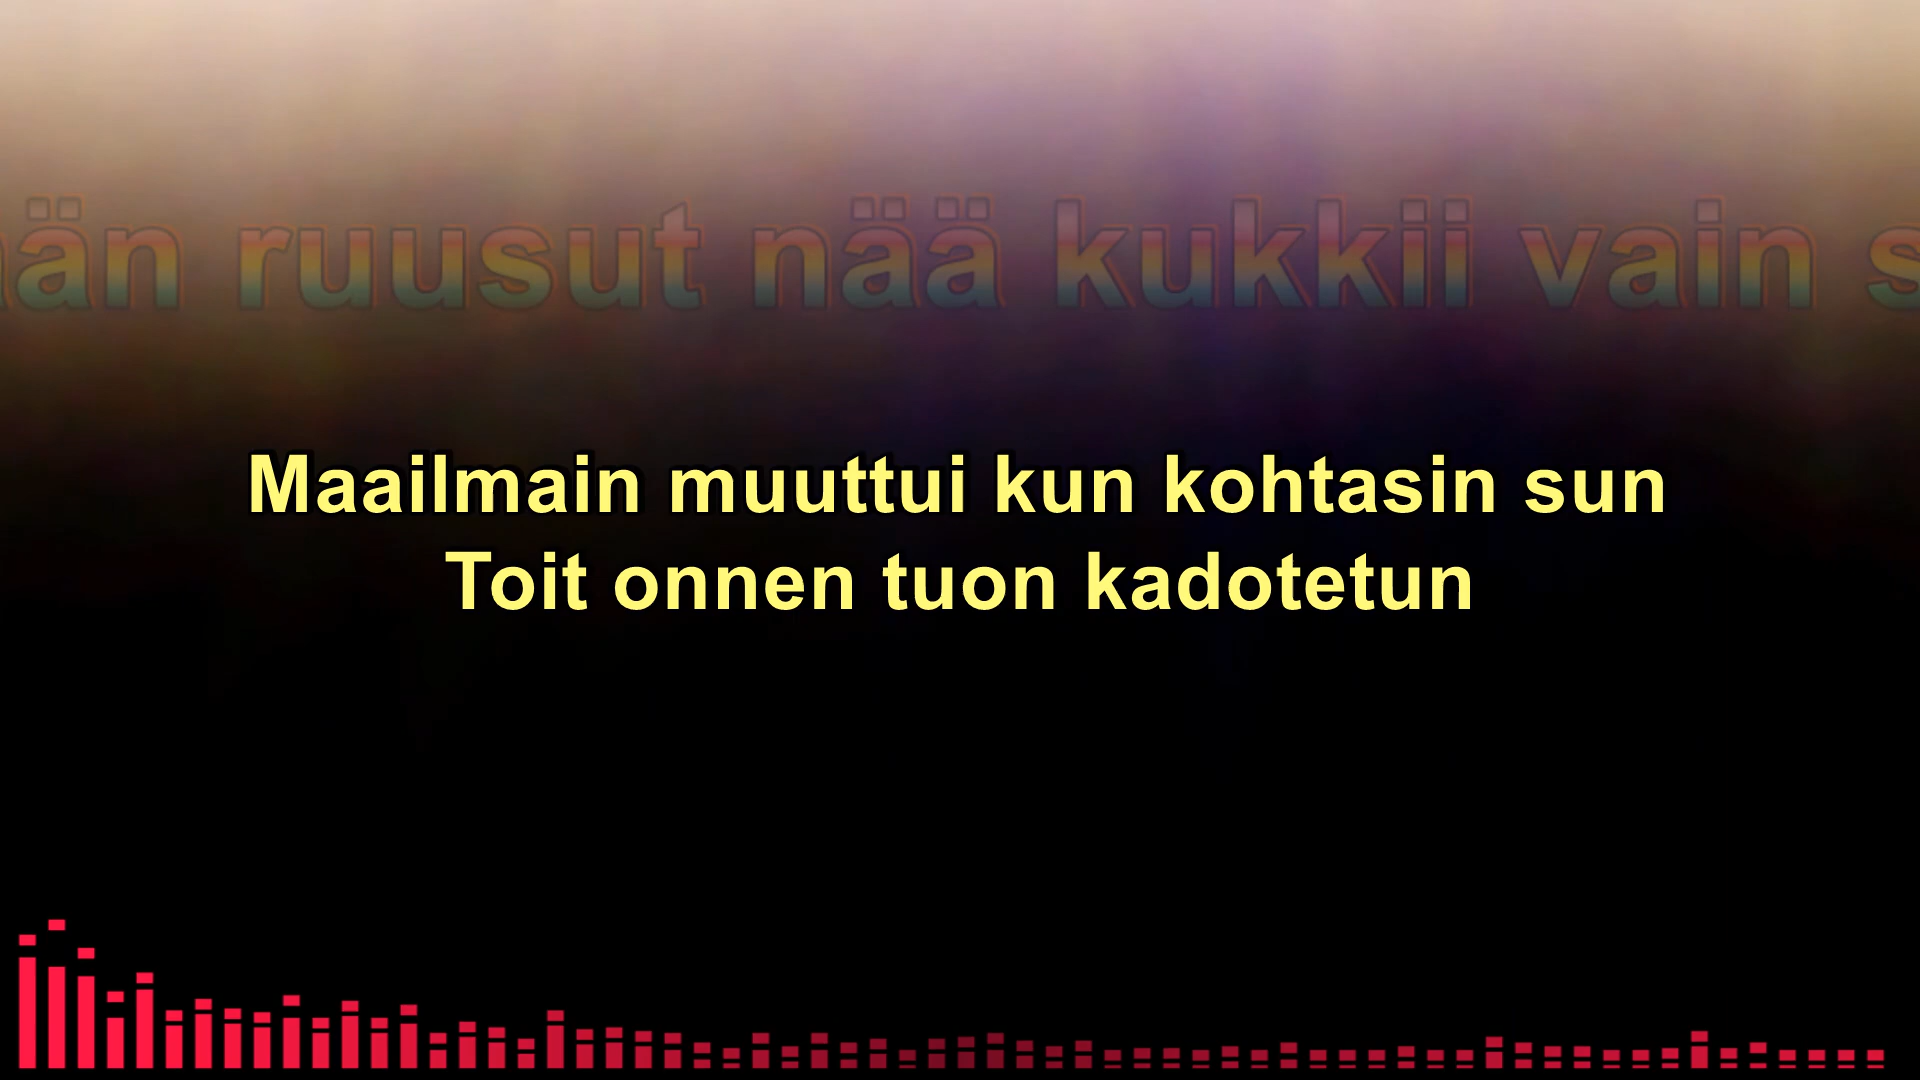 än ruusut nää kukkii vain s
Maailmain muuttui kun kohtasin sun
Toit onnen tuon kadotetun